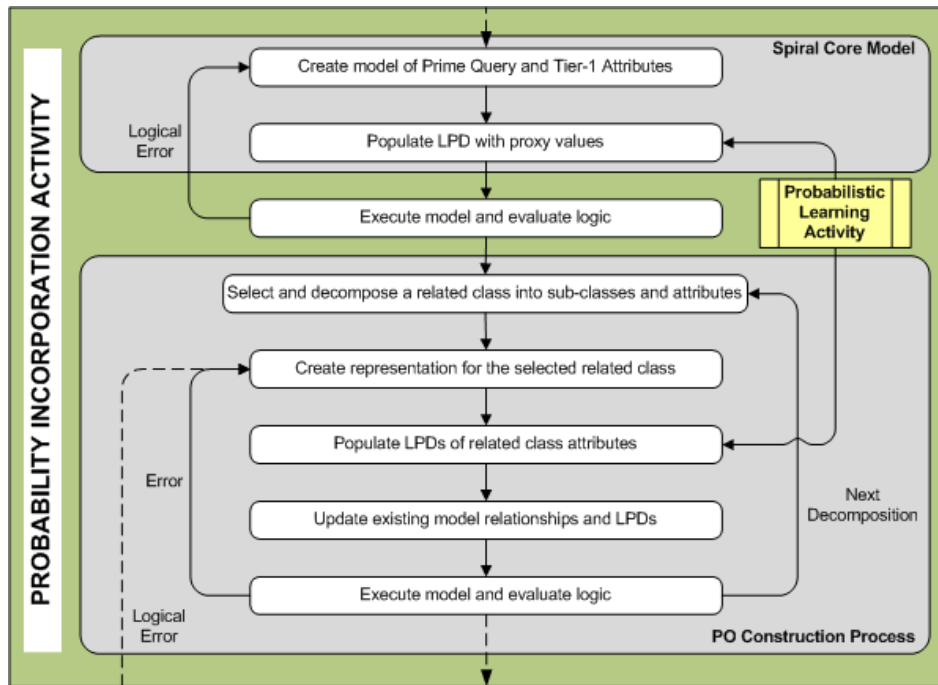 PROBABILITY INCORPORATION ACTIVITY
Spiral Core Model
Create model of Prime Query and Tier-1 Attributes
Logical
Error
Populate LPD with proxy values
Probabilistic
Learning
Activity
Execute model and evaluate logic
Select and decompose a related class into sub-classes and attributes
Create representation for the selected related class
Populate LPDs of related class attributes
Error
Next
Decomposition
Update existing model relationships and LPDs
Execute model and evaluate logic
Logical
Error
PO Construction Process